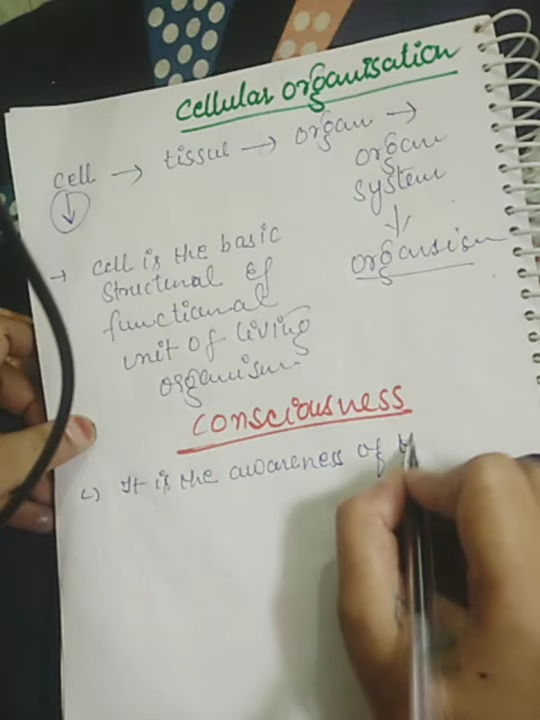 Cellular organisation
cell → tissue → organ →
organ
system
↓
↓
→ cell is the basic
structural &
functional
unit of living
organism
Consciousness
It is the awareness of